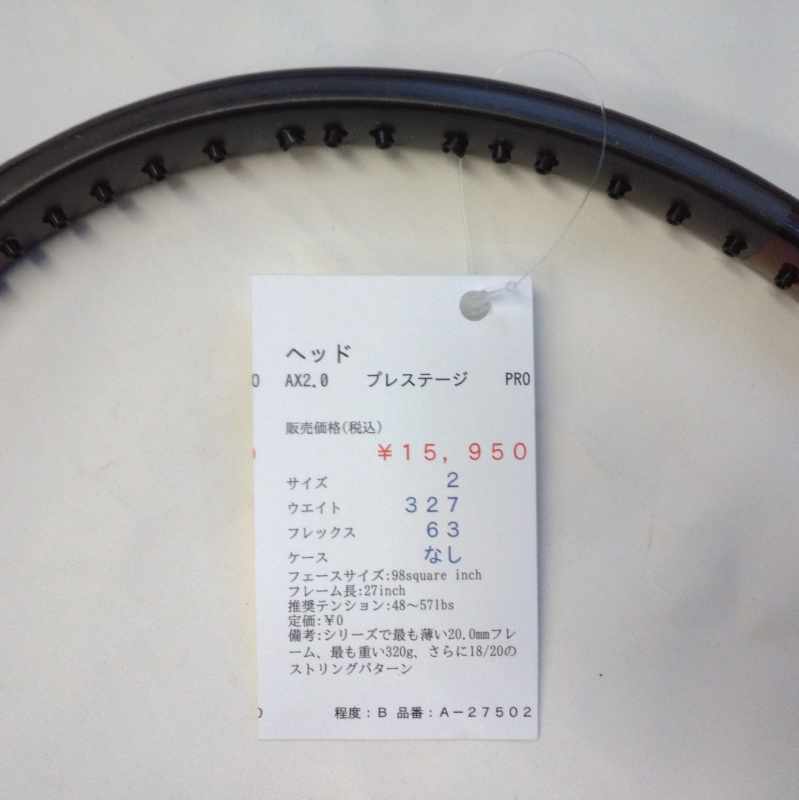 ヘッド
O AX2.0 プレステージ PRO
販売価格(税込)
¥15,950
サイズ 2
ウエイト 327
フレックス 63
ケース なし
フェースサイズ:98square inch
フレーム長:27inch
推奨テンション:48～57lbs
定価:¥0
備考:シリーズで最も薄い20.0mmフレ
ーム、最も重い320g、さらに18/20の
ストリングパターン
程度：B 品番：A－27502